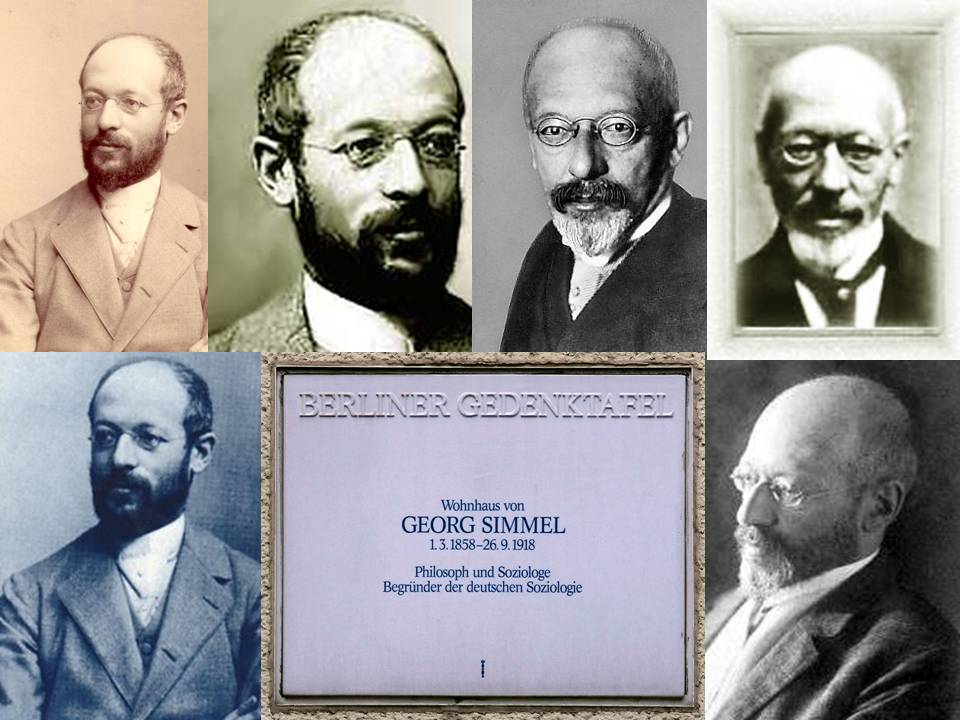 BERLINER GEDENKTAFEL
Wohnhaus von
GEORG SIMMEL
1.3.1858–26.9.1918
Philosoph und Soziologe
Begründer der deutschen Soziologie